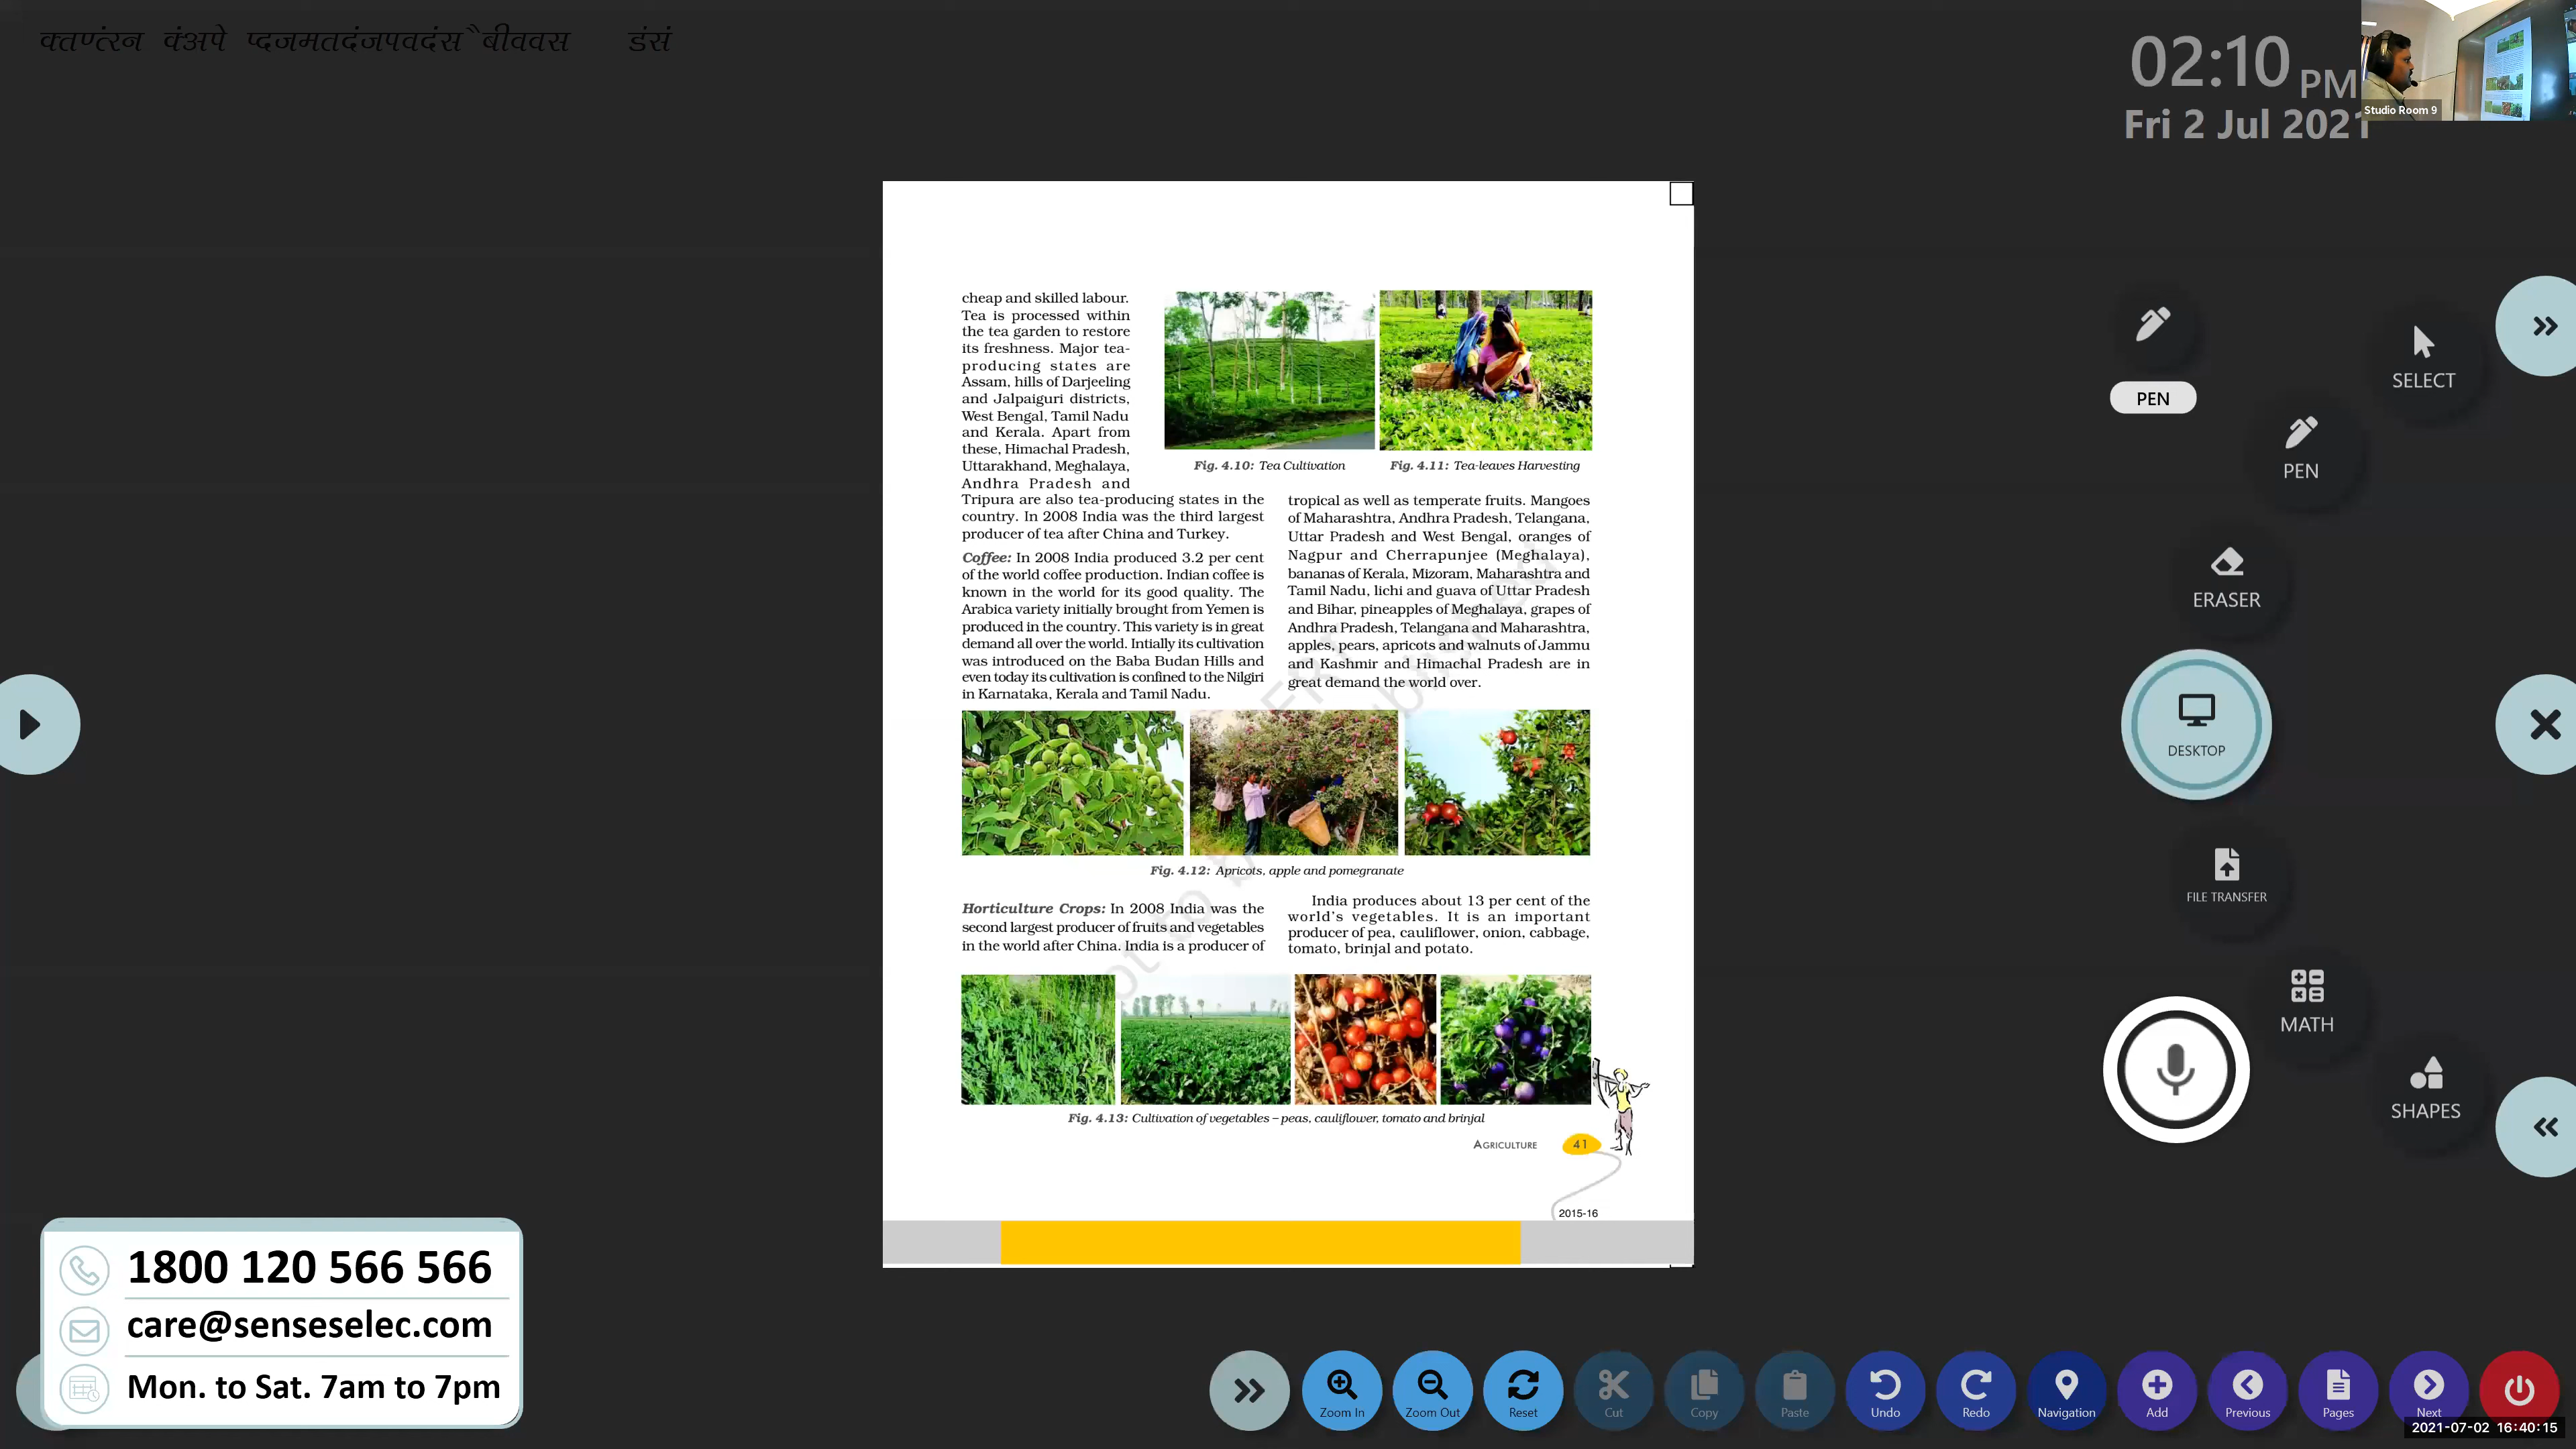 क्तण्ंरन क्ंअपे प्दजमतदंजपवदंस ैबीववस डंसं
02:10 PM
Fri 2 Jul 2021
Studio Room 9
cheap and skilled labour.
Tea is processed within
the tea garden to restore
its freshness. Major tea-
producing states are
Assam, hills of Darjeeling
and Jalpaiguri districts,
West Bengal, Tamil Nadu
and Kerala. Apart from
these, Himachal Pradesh,
Uttarakhand, Meghalaya,
Andhra Pradesh and
Tripura are also tea-producing states in the
country. In 2008 India was the third largest
producer of tea after China and Turkey.
Coffee: In 2008 India produced 3.2 per cent
of the world coffee production. Indian coffee is
known in the world for its good quality. The
Arabica variety initially brought from Yemen is
produced in the country. This variety is in great
demand all over the world. Intially its cultivation
was introduced on the Baba Budan Hills and
even today its cultivation is confined to the Nilgiri
in Karnataka, Kerala and Tamil Nadu.
Fig. 4.10: Tea Cultivation
Fig. 4.11: Tea-leaves Harvesting
tropical as well as temperate fruits. Mangoes
of Maharashtra, Andhra Pradesh, Telangana,
Uttar Pradesh and West Bengal, oranges of
Nagpur and Cherrapunjee (Meghalaya),
bananas of Kerala, Mizoram, Maharashtra and
Tamil Nadu, lichi and guava of Uttar Pradesh
and Bihar, pineapples of Meghalaya, grapes of
Andhra Pradesh, Telangana and Maharashtra,
apples, pears, apricots and walnuts of Jammu
and Kashmir and Himachal Pradesh are in
great demand the world over.
Fig. 4.12: Apricots, apple and pomegranate
Horticulture Crops: In 2008 India was the
second largest producer of fruits and vegetables
in the world after China. India is a producer of
India produces about 13 per cent of the
world's vegetables. It is an important
producer of pea, cauliflower, onion, cabbage,
tomato, brinjal and potato.
Fig. 4.13: Cultivation of vegetables – peas, cauliflower, tomato and brinjal
AGRICULTURE 41
2015-16
SELECT
PEN
PEN
ERASER
DESKTOP
FILE TRANSFER
MATH
SHAPES
1800 120 566 566
care@senseselec.com
Mon. to Sat. 7am to 7pm
Zoom In
Zoom Out
Reset
Cut
Copy
Paste
Undo
Redo
Navigation
Add
Previous
Pages
Next
2021-07-02 16:40:15